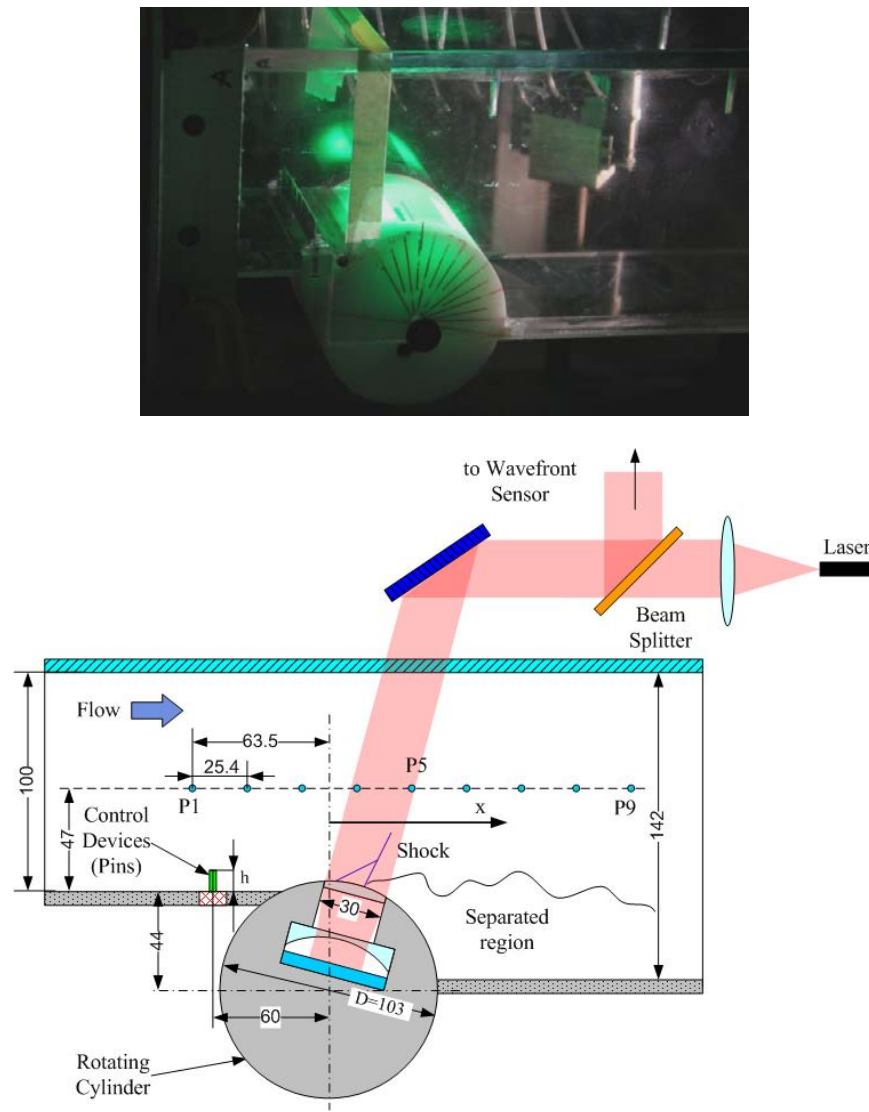 A
a
to Wavefront
Sensor
Laser
Beam
Splitter
Flow
63.5
25.4
P5
P1
P9
x
100
47
142
Control
Devices
(Pins)
h
Shock
30
Separated
region
44
D=103
60
Rotating
Cylinder